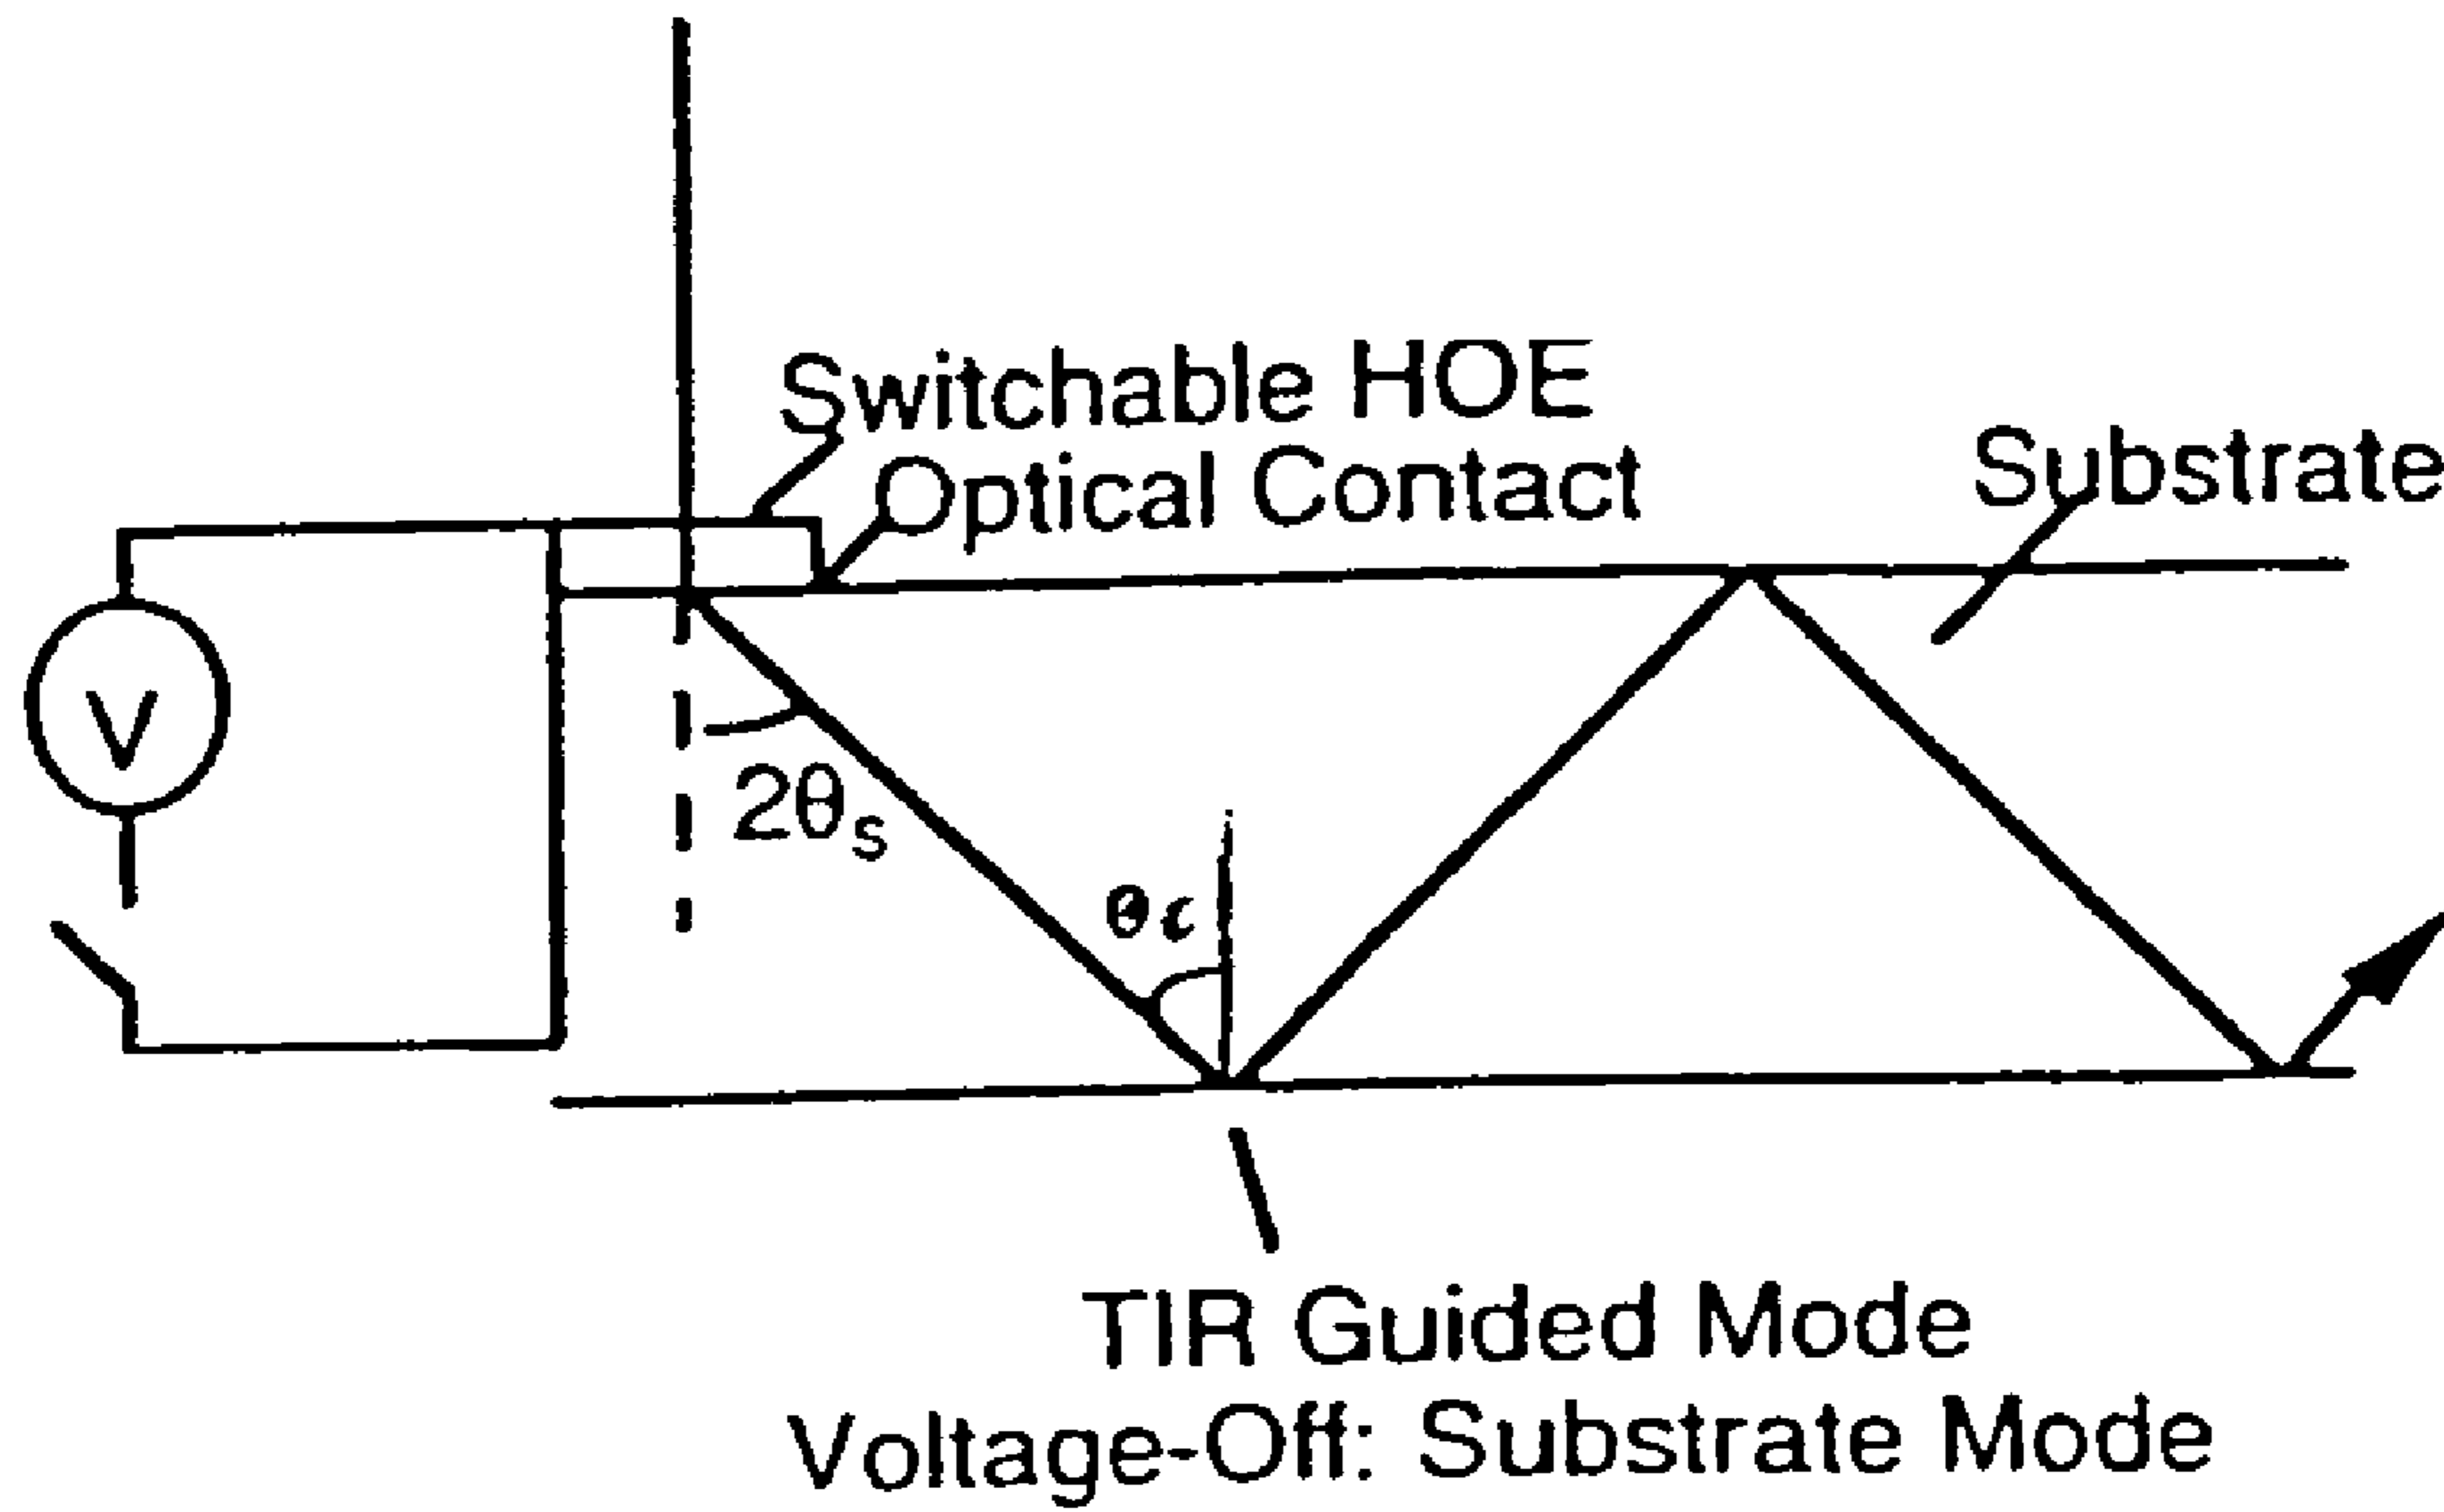 Switchable HOE
Optical Contact
Substrate
V
2θs
θc
TIR Guided Mode
Voltage-Off: Substrate Mode